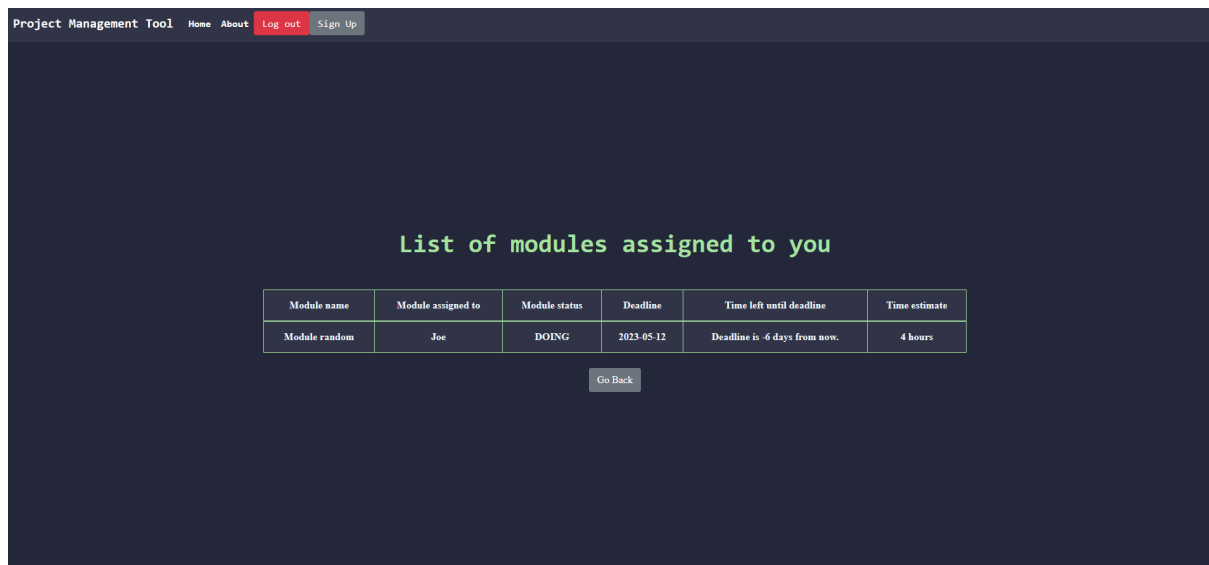 Project Management Tool Home About Log out Sign Up
List of modules assigned to you
Module name Module assigned to Module status Deadline Time left until deadline Time estimate
Module random Joe DOING 2023-05-12 Deadline is -6 days from now. 4 hours
Go Back